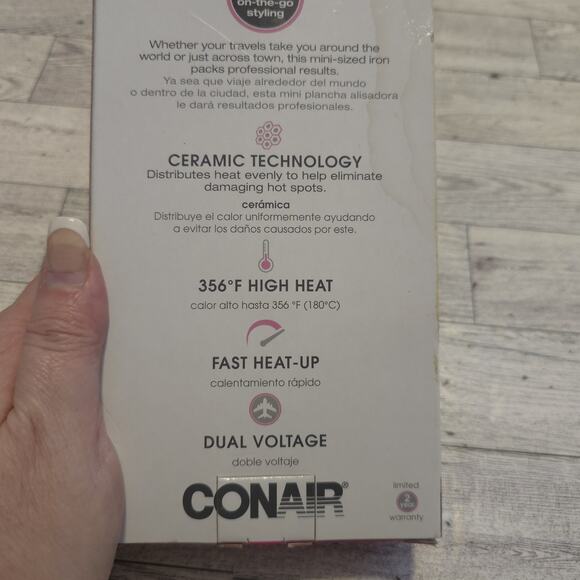 on-the-go
styling
Whether your travels take you around the
world or just across town, this mini-sized iron
packs professional results.
Ya sea que viaje alrededor del mundo
o dentro de la ciudad, esta mini plancha alisadora
le dará resultados profesionales.
CERAMIC TECHNOLOGY
Distributes heat evenly to help eliminate
damaging hot spots.
cerámica
Distribuye el calor uniformemente ayudando
a evitar los daños causados por este.
356°F HIGH HEAT
calor alto hasta 356 °F (180°C)
FAST HEAT-UP
calentamiento rápido
DUAL VOLTAGE
doble voltaje
CONAIR®
limited
2
YEAR
warranty